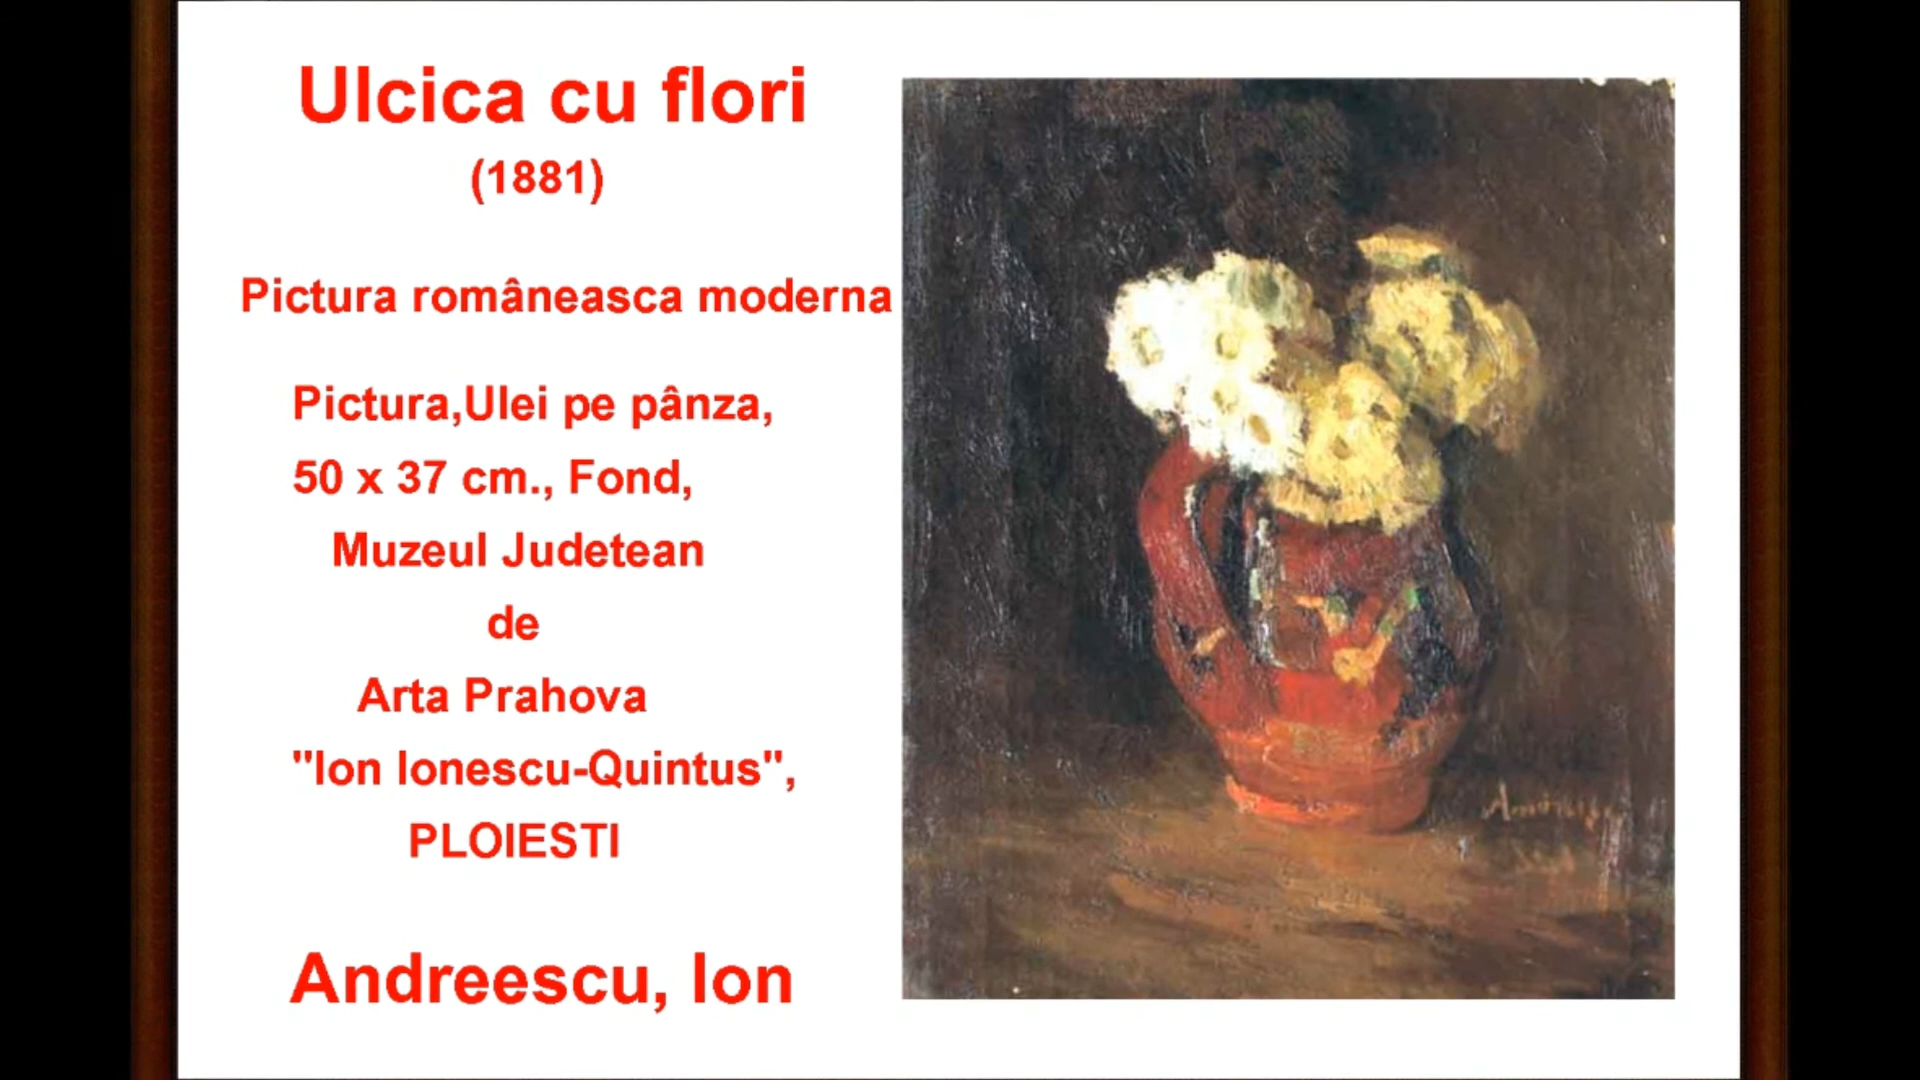 Ulcica cu flori
(1881)
Pictura româneasca moderna
Pictura,Ulei pe pânza,
50 x 37 cm., Fond,
Muzeul Judetean
de
Arta Prahova
"Ion Ionescu-Quintus",
PLOIESTI
Andreescu, Ion